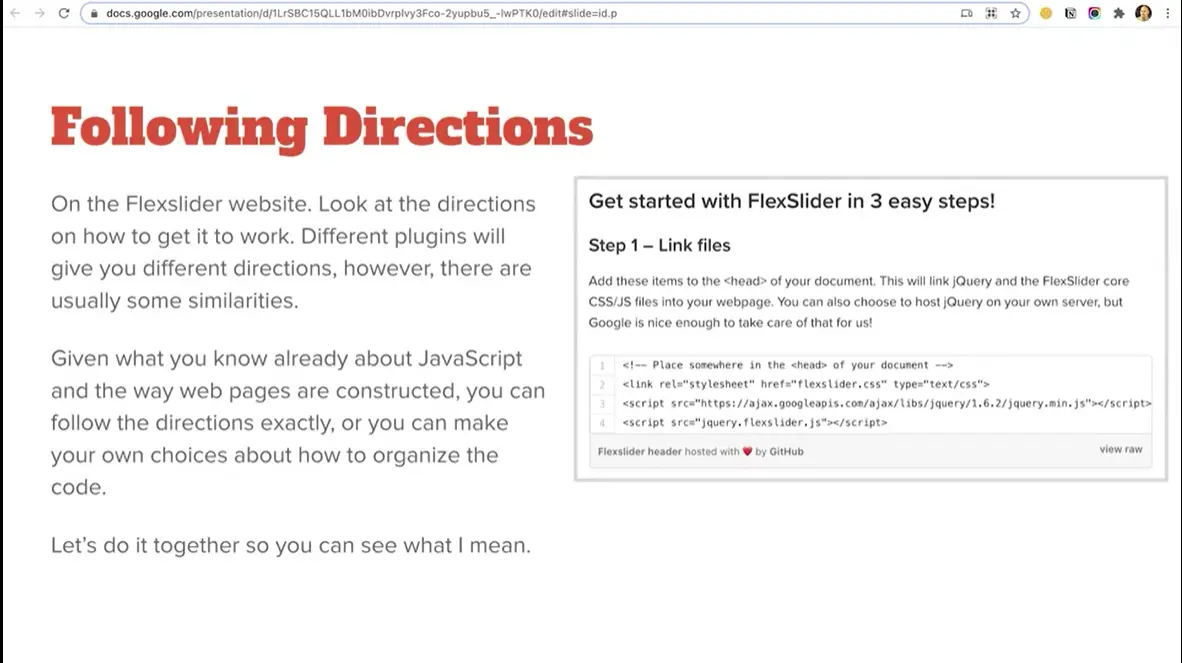 docs.google.com/presentation/d/1LrSBC15QLL1bM0ibDvrplvy3Fco-2yupbu5_-lwPTK0/edit#slide=id.p
Following Directions
On the Flexslider website. Look at the directions
on how to get it to work. Different plugins will
give you different directions, however, there are
usually some similarities.
Given what you know already about JavaScript
and the way web pages are constructed, you can
follow the directions exactly, or you can make
your own choices about how to organize the
code.
Let's do it together so you can see what I mean.
Get started with FlexSlider in 3 easy steps!
Step 1 – Link files
Add these items to the <head> of your document. This will link jQuery and the FlexSlider core
CSS/JS files into your webpage. You can also choose to host jQuery on your own server, but
Google is nice enough to take care of that for us!
1 <!-- Place somewhere in the <head> of your document -->
2 <link rel="stylesheet" href="flexslider.css" type="text/css">
3 <script src="https://ajax.googleapis.com/ajax/libs/jquery/1.6.2/jquery.min.js"></script>
4 <script src="jquery.flexslider.js"></script>
Flexslider header hosted with ❤ by GitHub view raw